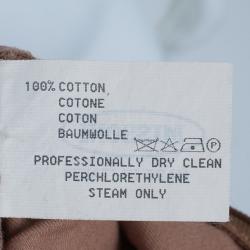 100% COTTON,
COTONE
COTON
BAUMWOLLE
PROFESSIONALLY DRY CLEAN
PERCHLORETHYLENE
STEAM ONLY